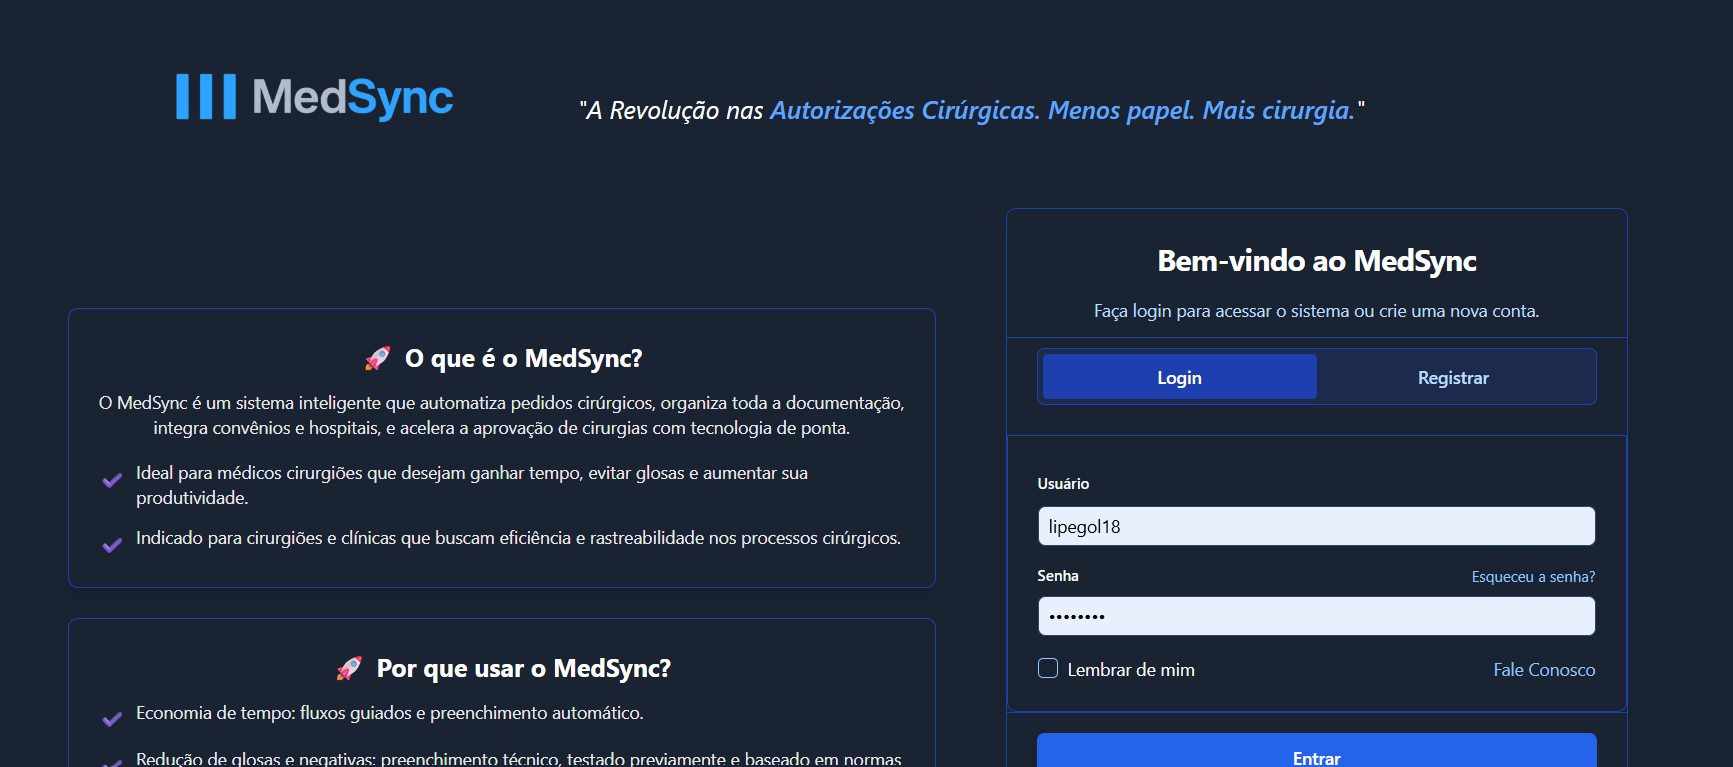 MedSync
"A Revolução nas Autorizações Cirúrgicas. Menos papel. Mais cirurgia."
🚀 O que é o MedSync?
O MedSync é um sistema inteligente que automatiza pedidos cirúrgicos, organiza toda a documentação,
integra convênios e hospitais, e acelera a aprovação de cirurgias com tecnologia de ponta.
Ideal para médicos cirurgiões que desejam ganhar tempo, evitar glosas e aumentar sua
produtividade.
Indicado para cirurgiões e clínicas que buscam eficiência e rastreabilidade nos processos cirúrgicos.
🚀 Por que usar o MedSync?
Economia de tempo: fluxos guiados e preenchimento automático.
Redução de glosas e negativas: preenchimento técnico, testado previamente e baseado em normas
Bem-vindo ao MedSync
Faça login para acessar o sistema ou crie uma nova conta.
Login Registrar
Usuário
lipegol18
Senha Esqueceu a senha?
••••••••
Lembrar de mim Fale Conosco
Entrar